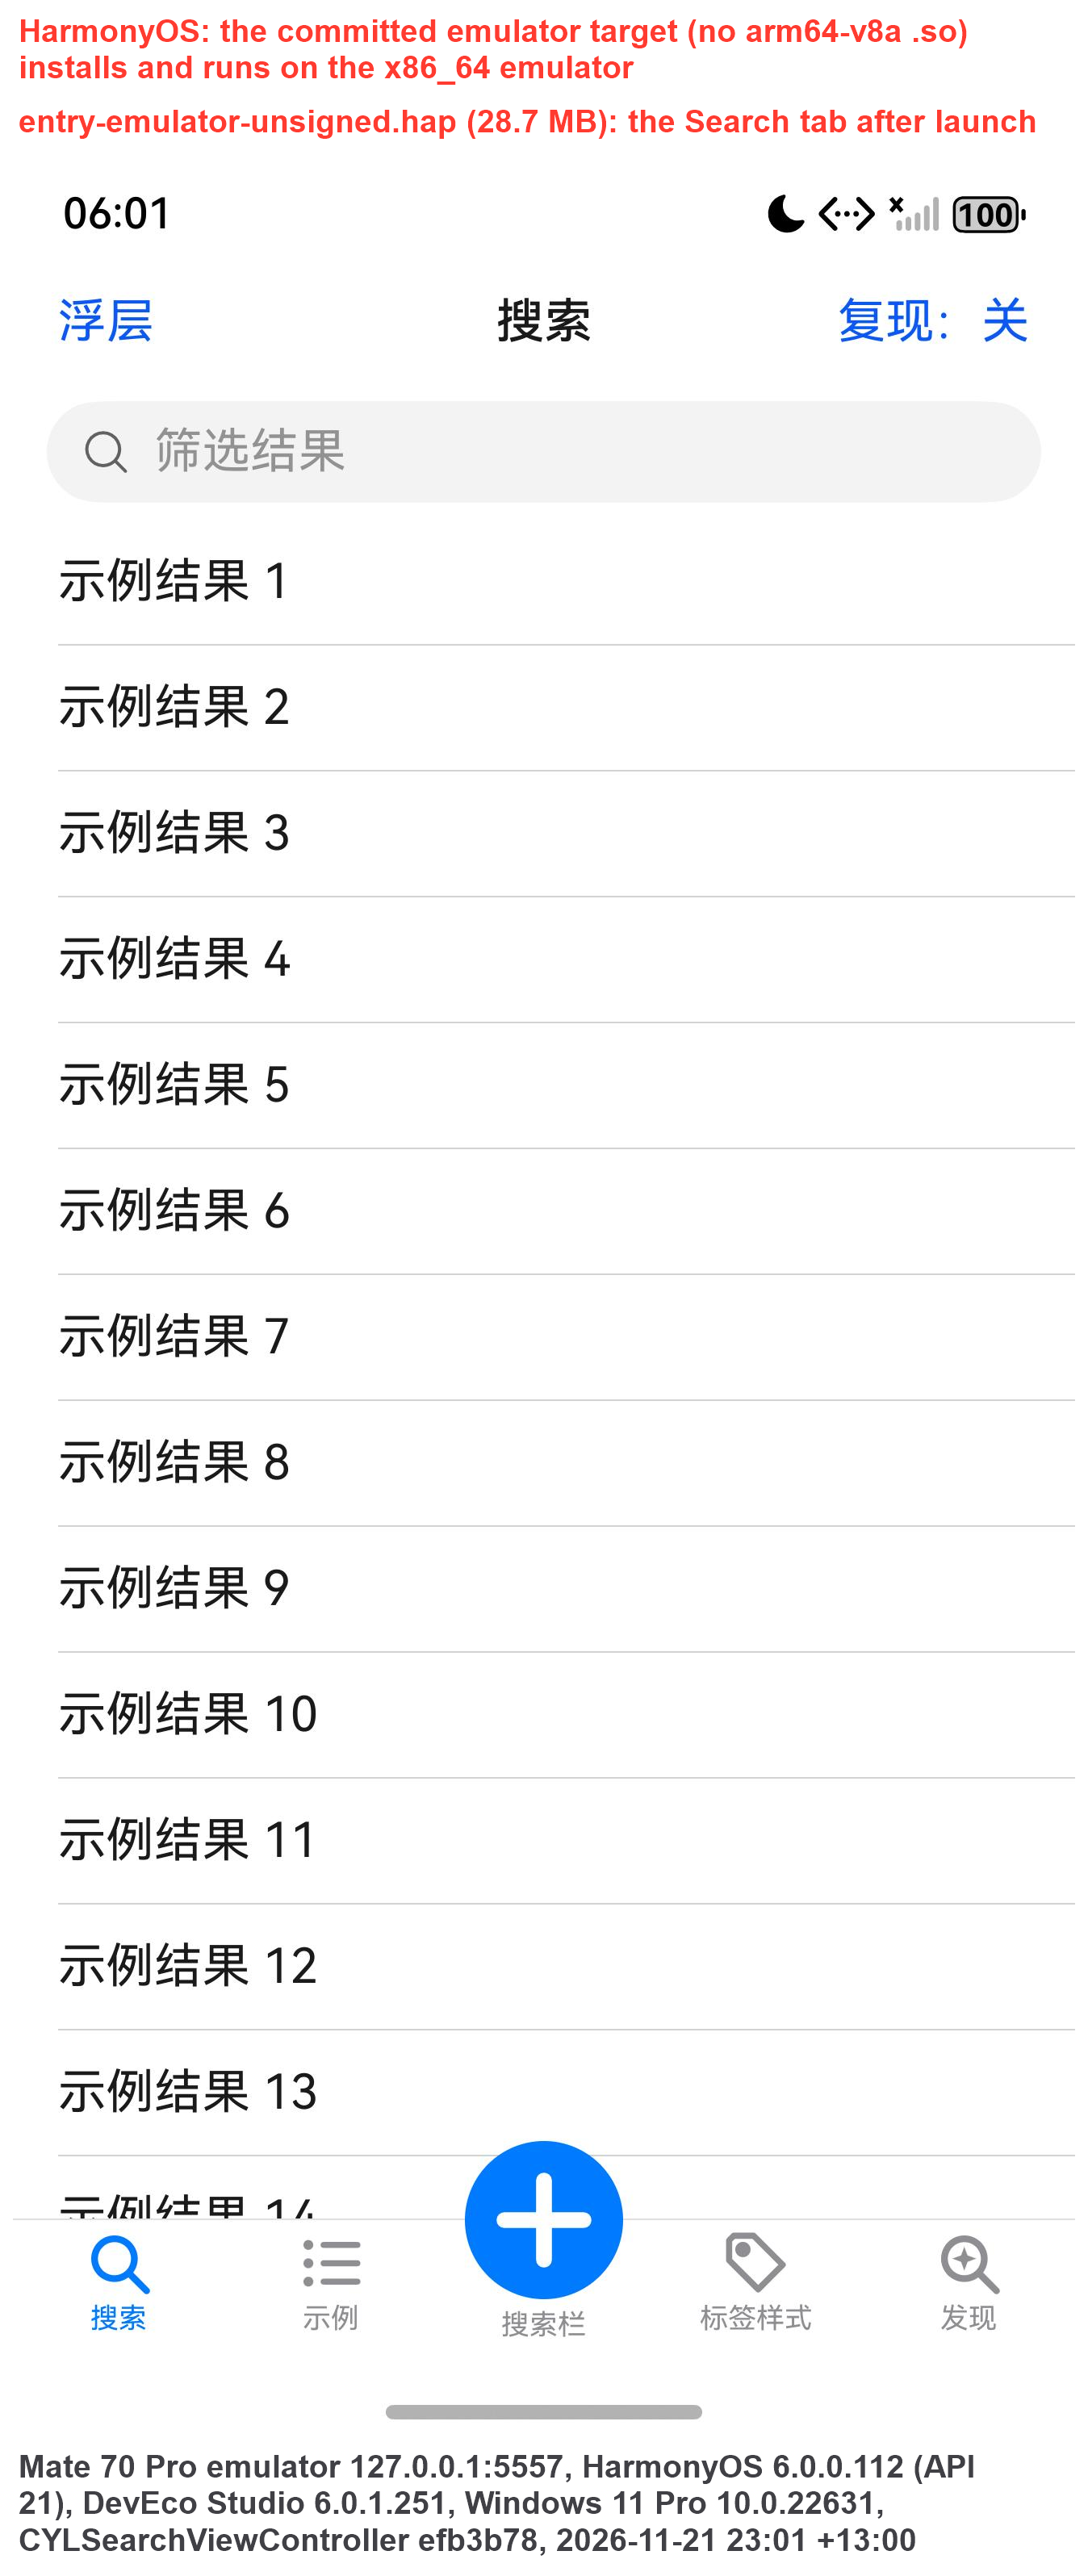 HarmonyOS: the committed emulator target (no arm64-v8a .so)
installs and runs on the x86_64 emulator
entry-emulator-unsigned.hap (28.7 MB): the Search tab after launch
06:01
100
浮层
搜索
复现：关
筛选结果
示例结果 1
示例结果 2
示例结果 3
示例结果 4
示例结果 5
示例结果 6
示例结果 7
示例结果 8
示例结果 9
示例结果 10
示例结果 11
示例结果 12
示例结果 13
示例结果 14
搜索
示例
搜索栏
标签样式
发现
Mate 70 Pro emulator 127.0.0.1:5557, HarmonyOS 6.0.0.112 (API
21), DevEco Studio 6.0.1.251, Windows 11 Pro 10.0.22631,
CYLSearchViewController efb3b78, 2026-11-21 23:01 +13:00